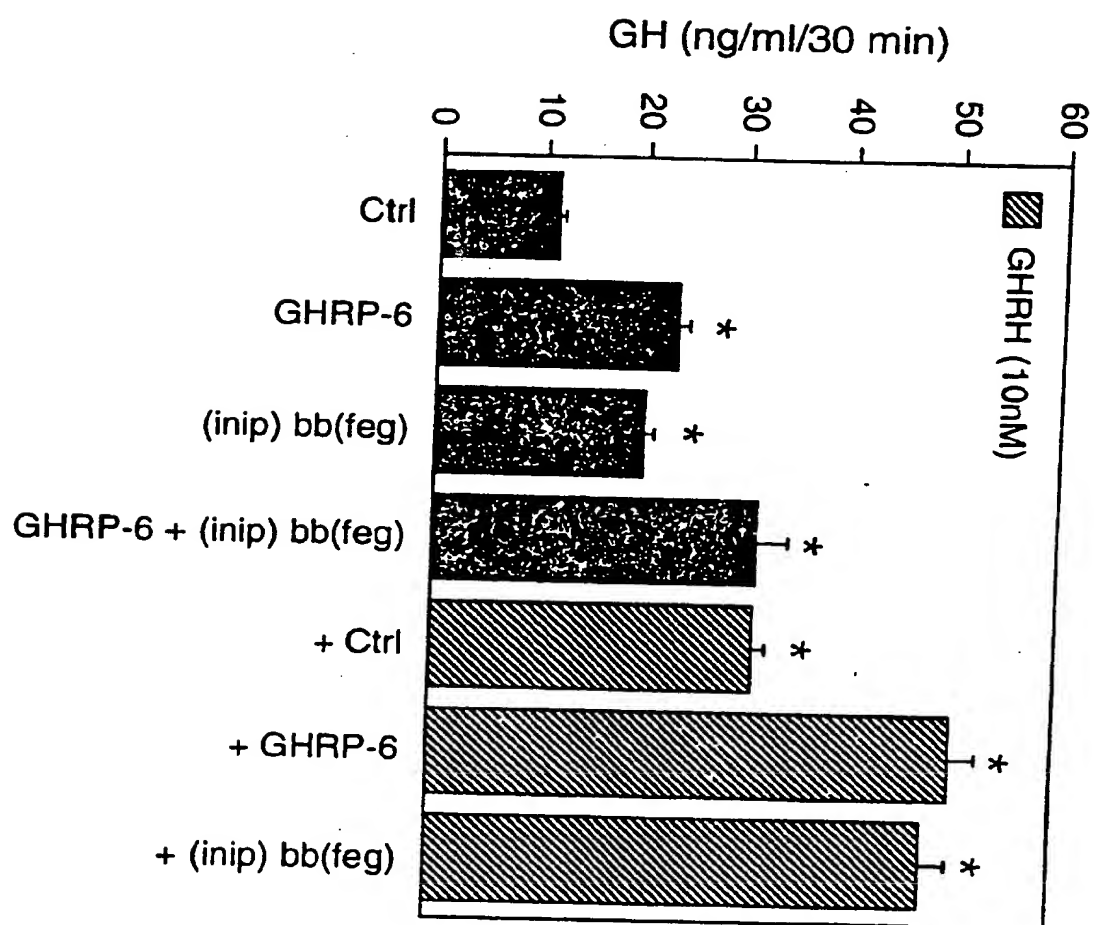 GH (ng/ml/30 min)
0 10 20 30 40 50 60
GHRH (10nM)
Ctrl
GHRP-6 *
(inip) bb(feg) *
GHRP-6 + (inip) bb(feg) *
+ Ctrl *
+ GHRP-6 *
+ (inip) bb(feg) *